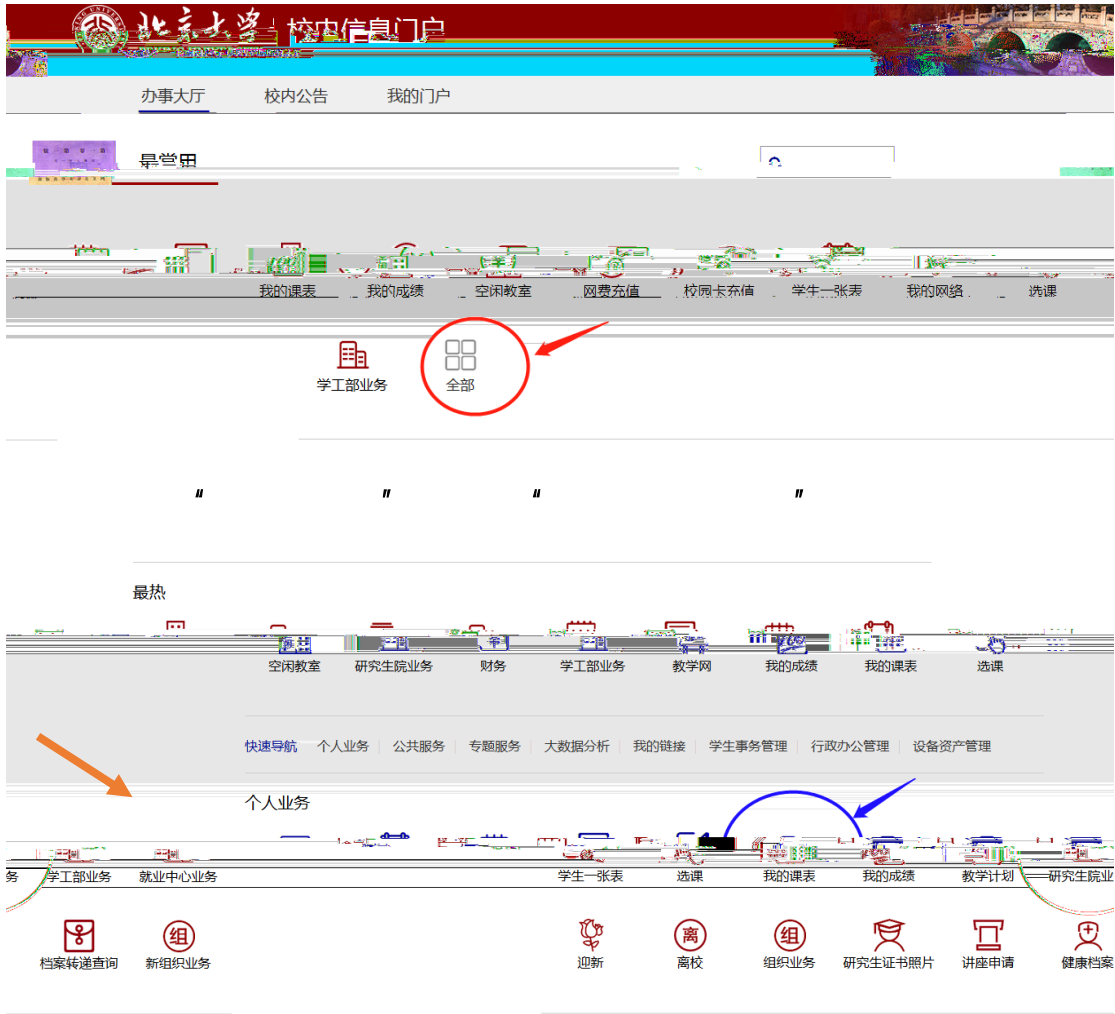 北京大学 校内信息门户
办事大厅 校内公告 我的门户
最常用
我的课表 我的成绩 空闲教室 网费充值 校园卡充值 学生一张表 我的网络 选课
学工部业务 全部
“ ” “ ”
最热
空闲教室 研究生院业务 财务 学工部业务 教学网 我的成绩 我的课表 选课
快速导航 个人业务 公共服务 专题服务 大数据分析 我的链接 学生事务管理 行政办公管理 设备资产管理
个人业务
务 学工部业务 就业中心业务 学生一张表 选课 我的课表 我的成绩 教学计划 研究生院业
组 离 组
档案转递查询 新组织业务 迎新 离校 组织业务 研究生证书照片 讲座申请 健康档案